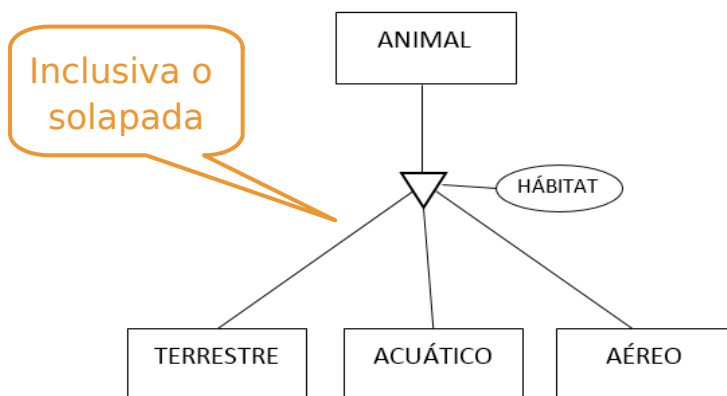 ANIMAL
Inclusiva o
solapada
HÁBITAT
TERRESTRE
ACUÁTICO
AÉREO